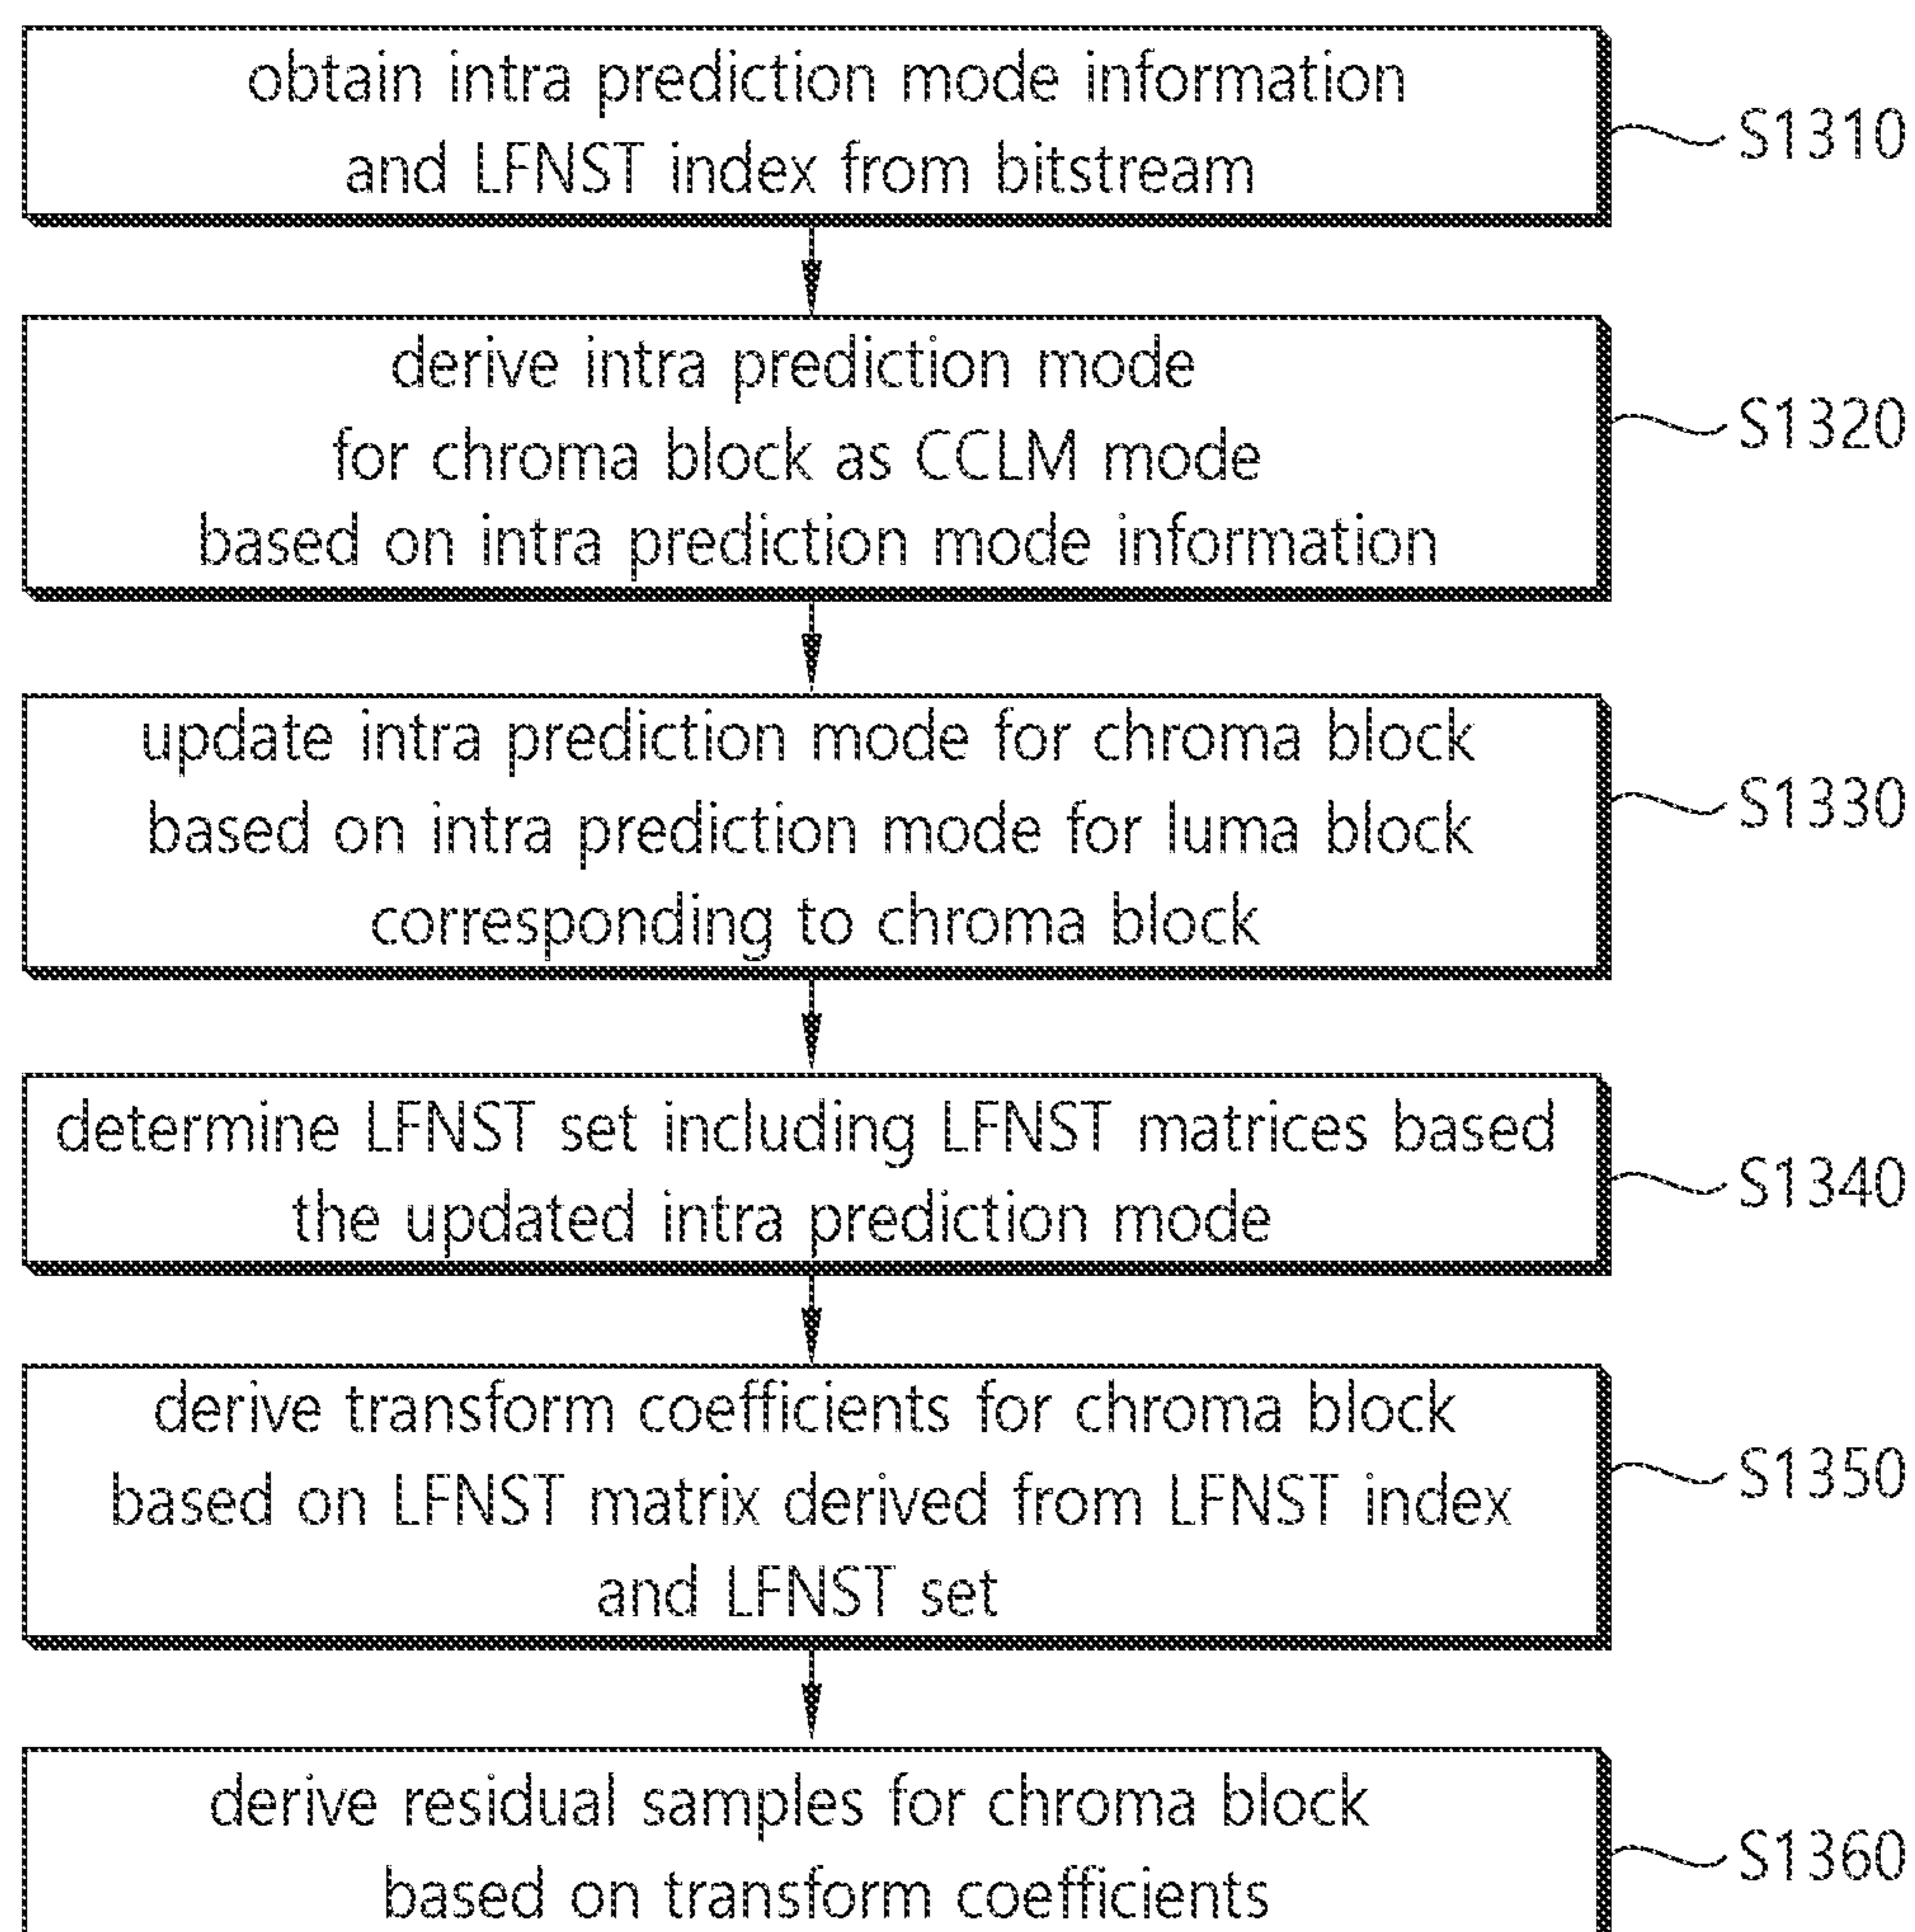 obtain intra prediction mode information
and LFNST index from bitstream
S1310
derive intra prediction mode
for chroma block as CCLM mode
based on intra prediction mode information
S1320
update intra prediction mode for chroma block
based on intra prediction mode for luma block
corresponding to chroma block
S1330
determine LFNST set including LFNST matrices based
the updated intra prediction mode
S1340
derive transform coefficients for chroma block
based on LFNST matrix derived from LFNST index
and LFNST set
S1350
derive residual samples for chroma block
based on transform coefficients
S1360